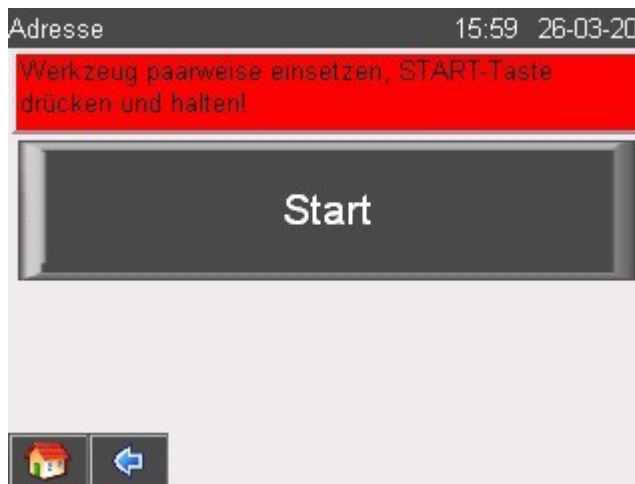 Adresse 15:59 26-03-20
Werkzeug paarweise einsetzen, START-Taste
drücken und halten!
Start